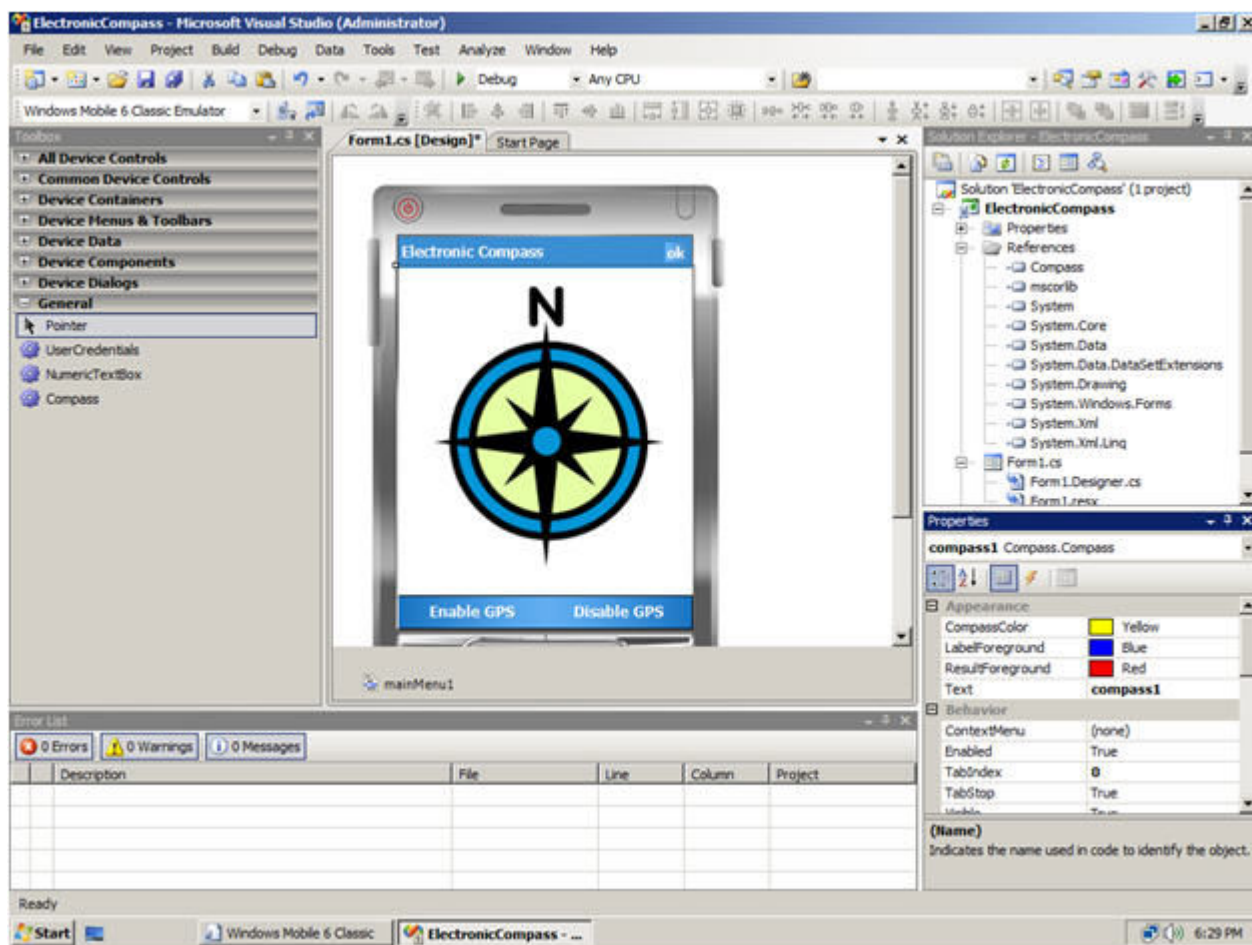 ElectronicCompass - Microsoft Visual Studio (Administrator)
File Edit View Project Build Debug Data Tools Test Analyze Window Help
Debug Any CPU
Windows Mobile 6 Classic Emulator
Toolbox
All Device Controls
Common Device Controls
Device Containers
Device Menus & Toolbars
Device Data
Device Components
Device Dialogs
General
Pointer
UserCredentials
NumericTextBox
Compass
Form1.cs [Design]* Start Page
Electronic Compass ok
N
Enable GPS Disable GPS
mainMenu1
Solution Explorer - ElectronicCompass
Solution 'ElectronicCompass' (1 project)
ElectronicCompass
Properties
References
Compass
mscorlib
System
System.Core
System.Data
System.Data.DataSetExtensions
System.Drawing
System.Windows.Forms
System.Xml
System.Xml.Linq
Form1.cs
Form1.Designer.cs
Form1.resx
Properties
compass1 Compass.Compass
Appearance
CompassColor Yellow
LabelForeground Blue
ResultForeground Red
Text compass1
Behavior
ContextMenu (none)
Enabled True
TabIndex 0
TabStop True
Visible True
(Name)
Indicates the name used in code to identify the object.
Error List
0 Errors 0 Warnings 0 Messages
Description File Line Column Project
Ready
Start Windows Mobile 6 Classic ElectronicCompass - ... 6:29 PM